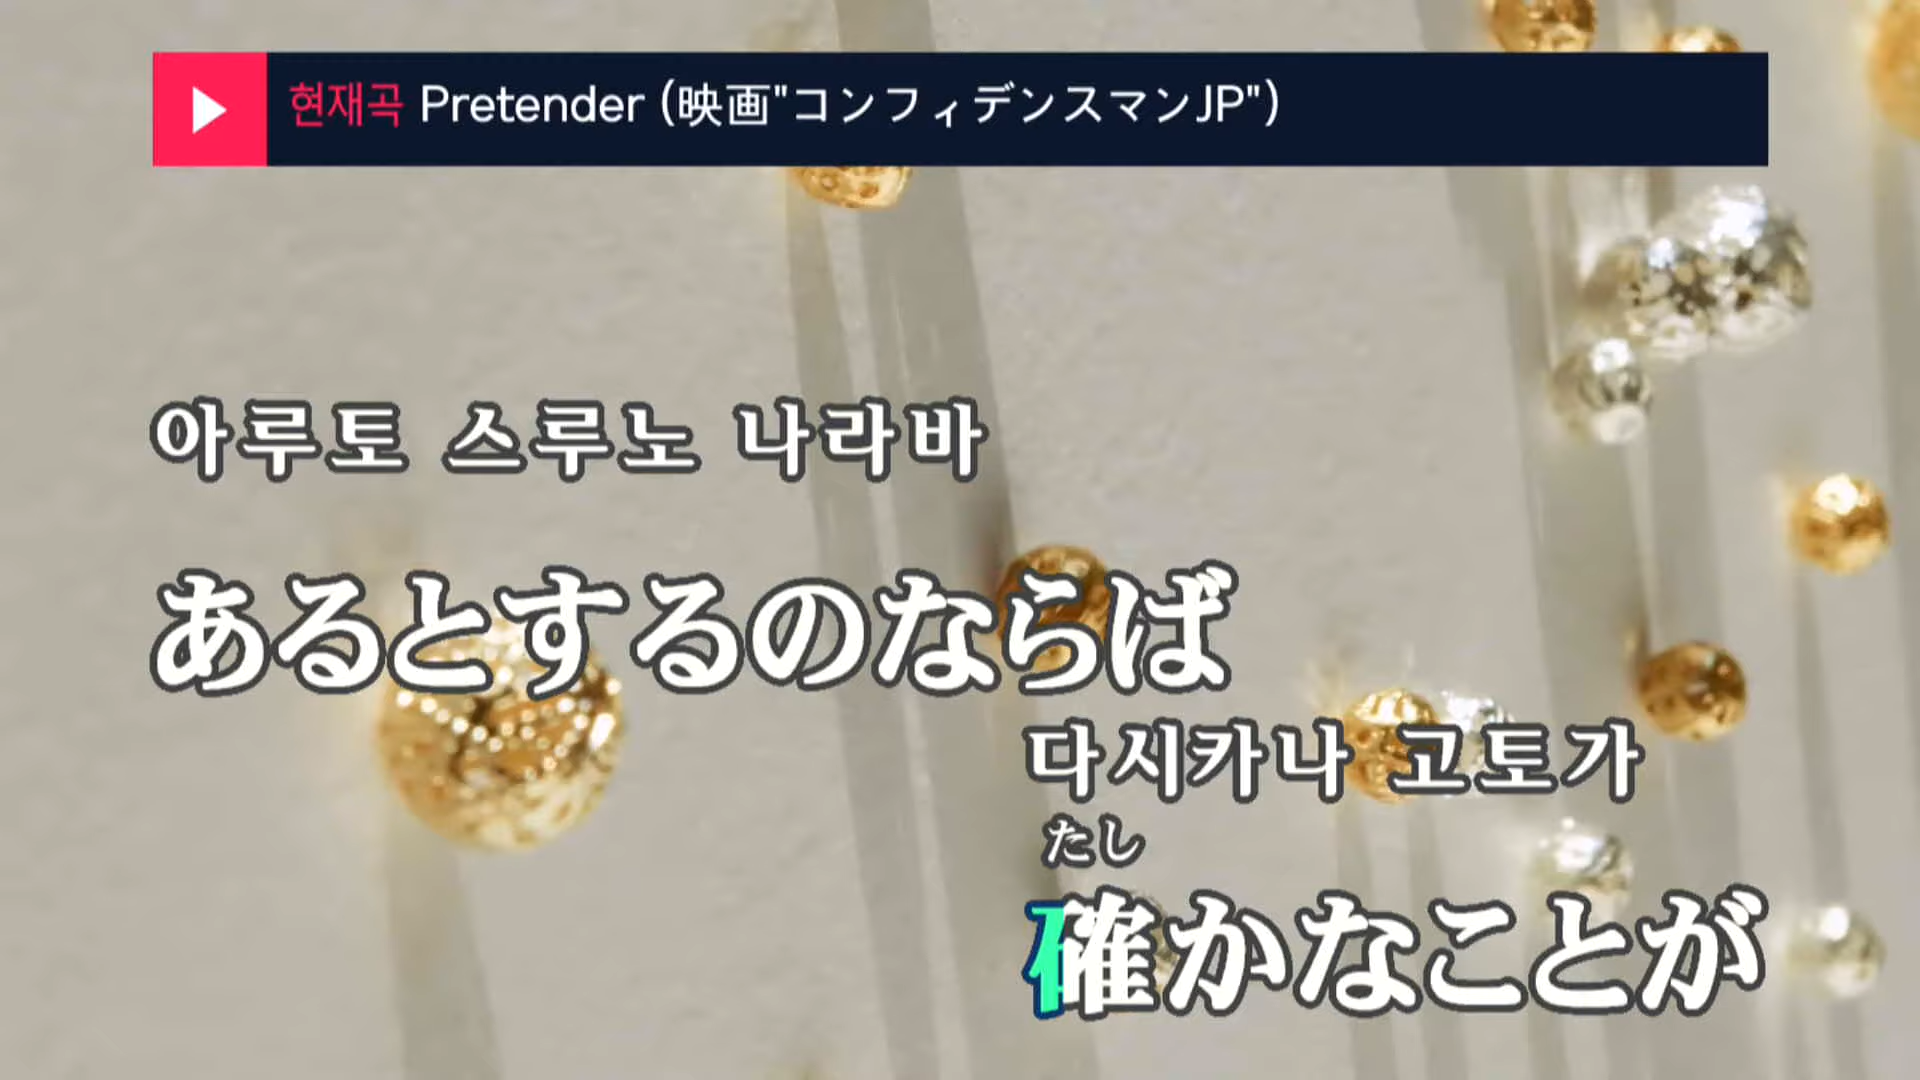 현재곡 Pretender (映画"コンフィデンスマンJP")
아루토 스루노 나라바
あるとするのならば
다시카나 고토가
たし
確かなことが